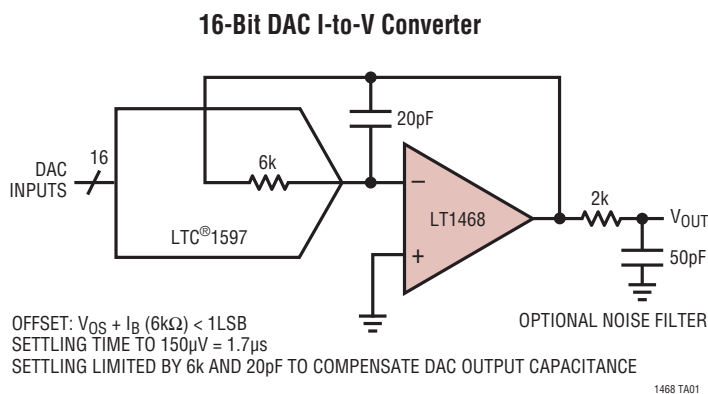 16-Bit DAC I-to-V Converter
20pF
16
DAC
INPUTS
6k
–
LT1468
+
LTC®1597
2k
VOUT
50pF
OPTIONAL NOISE FILTER
OFFSET: VOS + IB (6kΩ) < 1LSB
SETTLING TIME TO 150µV = 1.7µs
SETTLING LIMITED BY 6k AND 20pF TO COMPENSATE DAC OUTPUT CAPACITANCE
1468 TA01